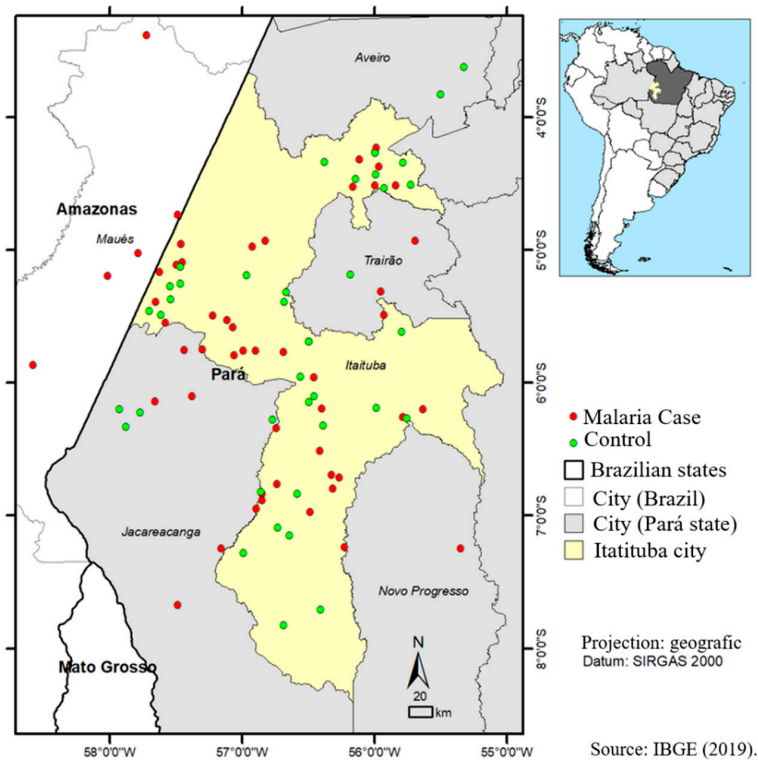 Aveiro
4°0'0"S
Amazonas
Maués
5°0'0"S
Trairão
Itaituba
6°0'0"S
Pará
7°0'0"S
Jacareacanga
Novo Progresso
8°0'0"S
Mato Grosso
N
20
km
58°0'0"W 57°0'0"W 56°0'0"W 55°0'0"W
Malaria Case
Control
Brazilian states
City (Brazil)
City (Pará state)
Itatituba city
Projection: geografic
Datum: SIRGAS 2000
Source: IBGE (2019).